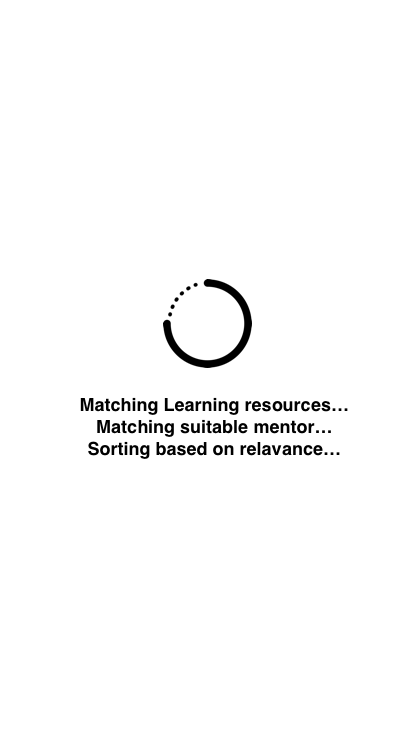 Matching Learning resources...
Matching suitable mentor...
Sorting based on relavance...